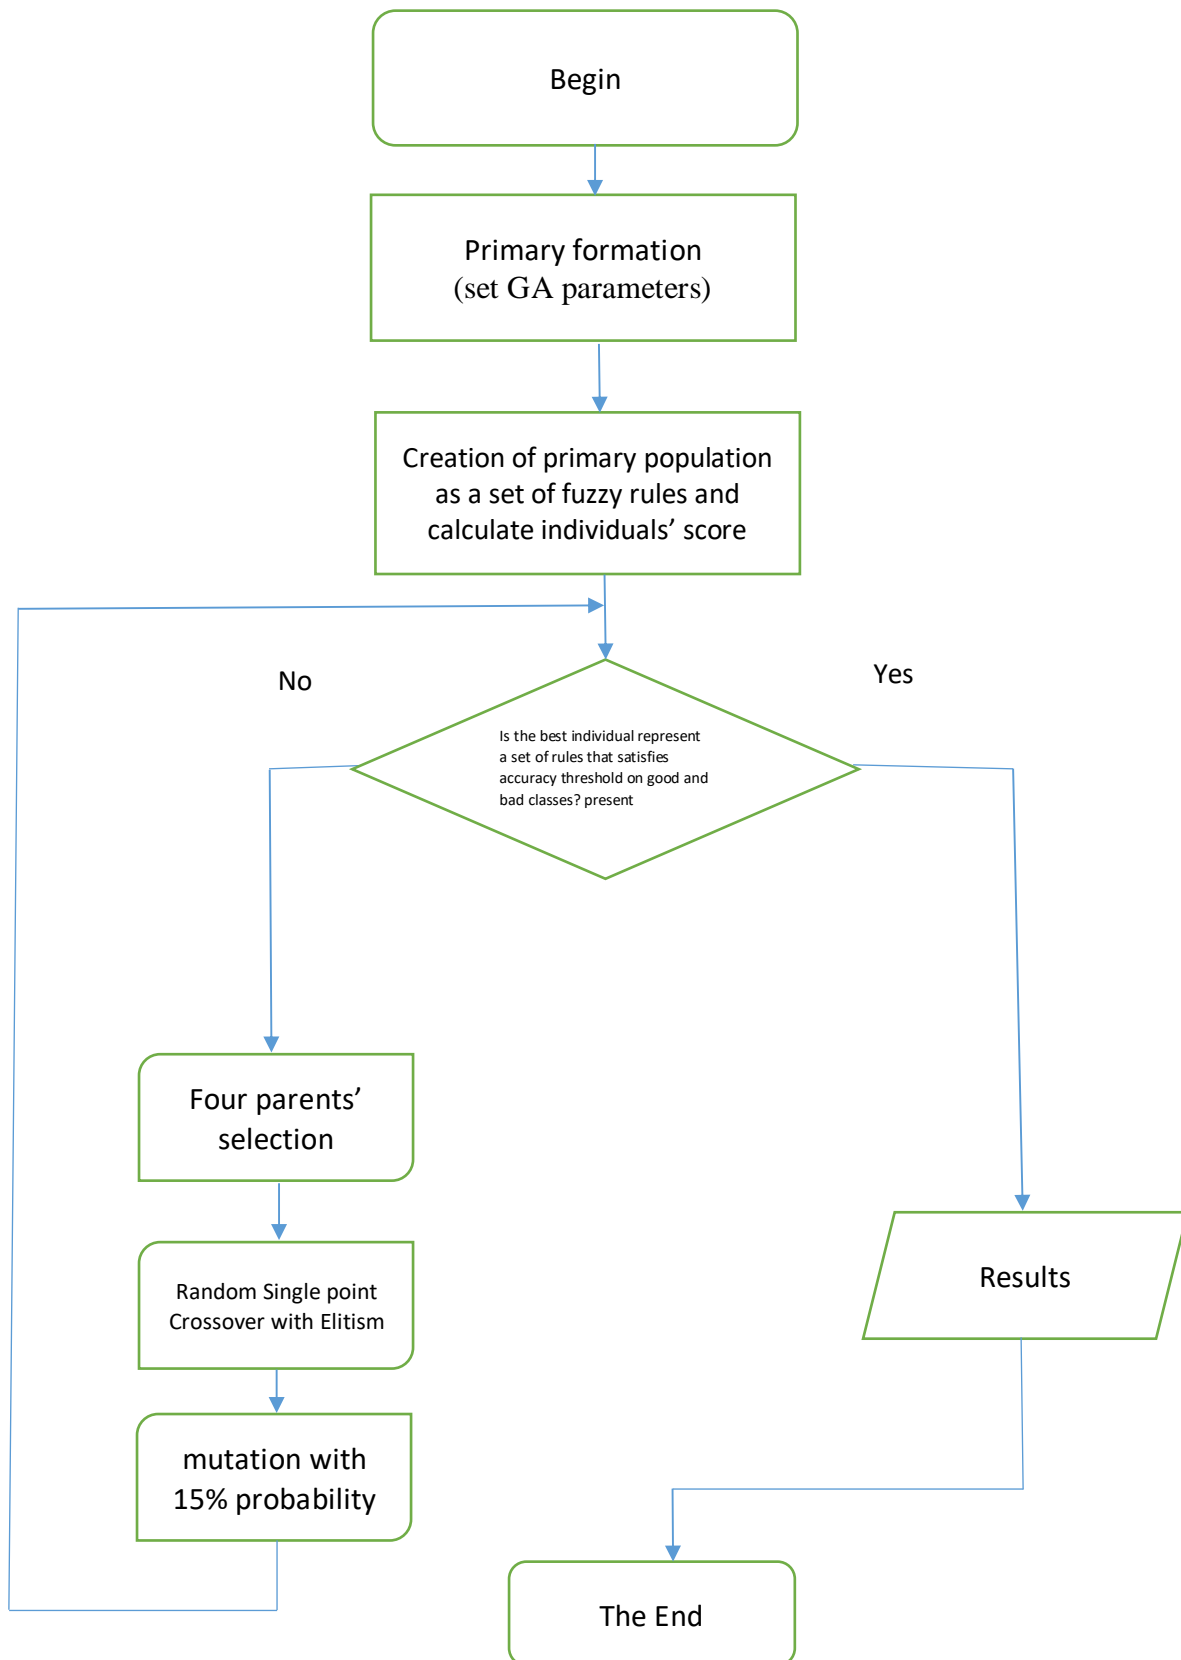 Begin
Primary formation
(set GA parameters)
Creation of primary population
as a set of fuzzy rules and
calculate individuals’ score
No
Yes
Is the best individual represent
a set of rules that satisfies
accuracy threshold on good and
bad classes? present
Four parents’
selection
Random Single point
Crossover with Elitism
Results
mutation with
15% probability
The End